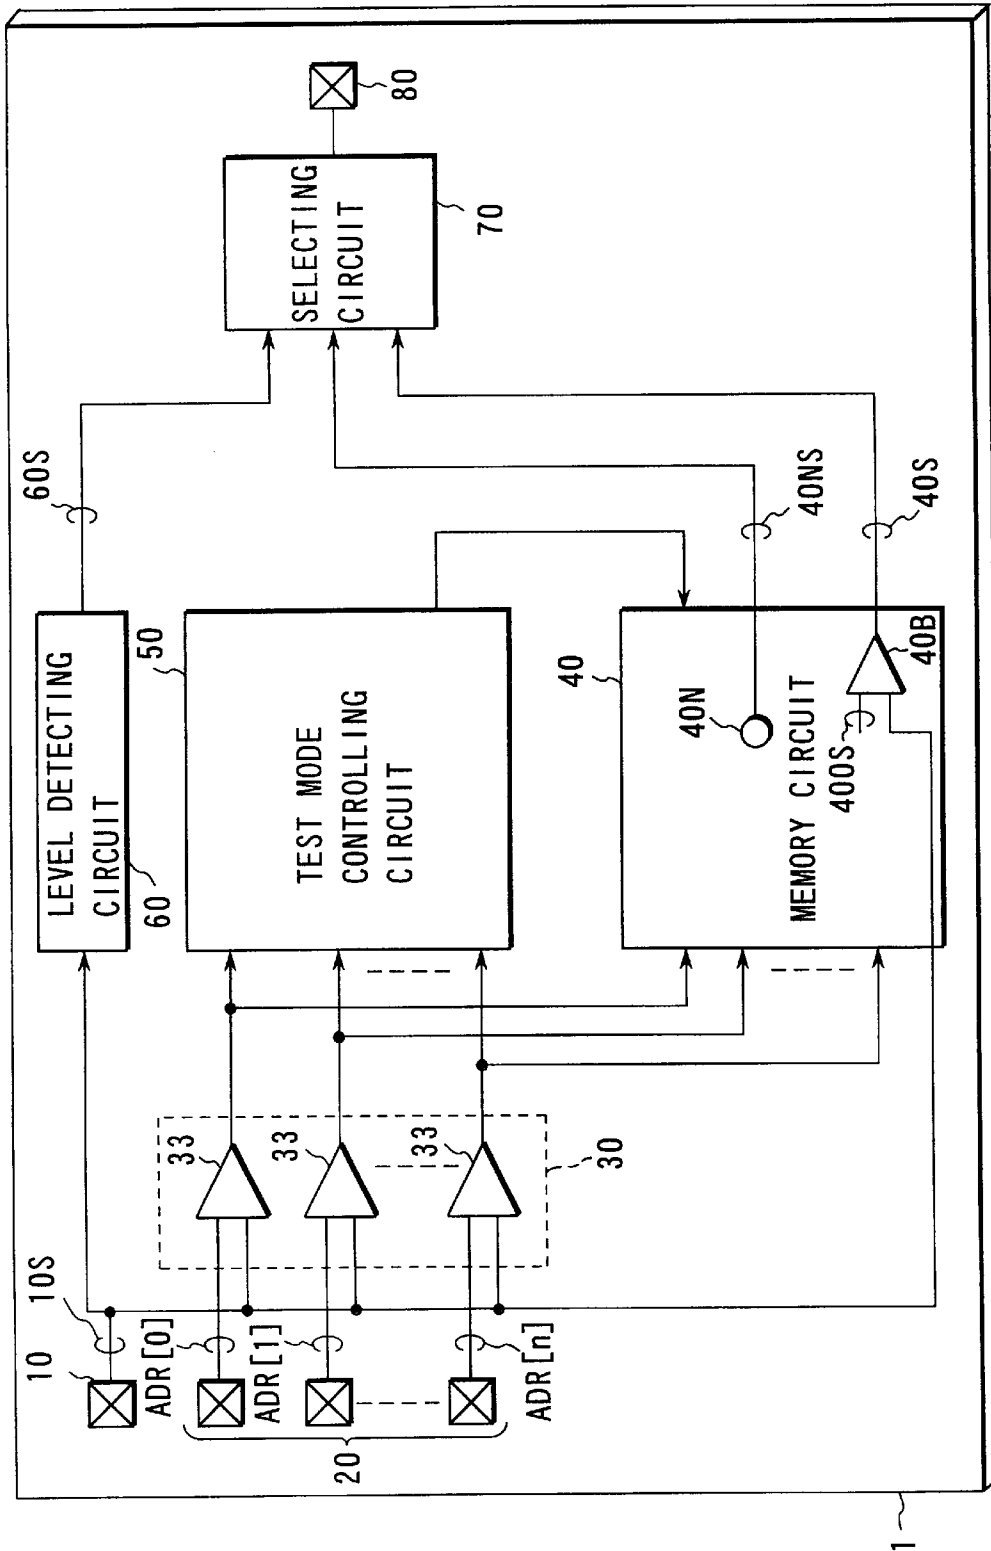 10
10S
ADR[0]
ADR[1]
ADR[n]
20
33
33
33
30
LEVEL DETECTING
CIRCUIT
60
60S
50
TEST MODE
CONTROLLING
CIRCUIT
40
40N
MEMORY CIRCUIT
400S
40B
40NS
40S
SELECTING
CIRCUIT
70
80
1